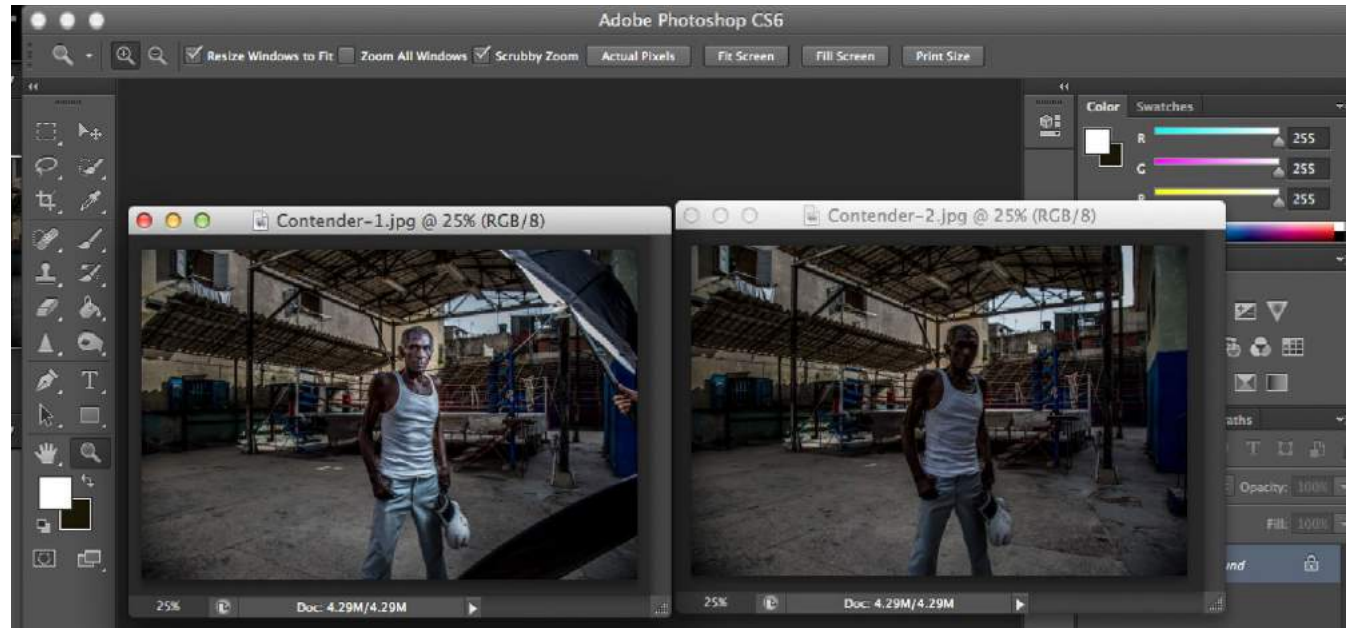 Adobe Photoshop CS6
Resize Windows to Fit Zoom All Windows Scrubby Zoom Actual Pixels Fit Screen Fill Screen Print Size
Color Swatches
R 255
G 255
B 255
Contender-1.jpg @ 25% (RGB/8)
Contender-2.jpg @ 25% (RGB/8)
aths
T
Opacity: 100%
Fill: 100%
und
25% Doc: 4.29M/4.29M
25% Doc: 4.29M/4.29M